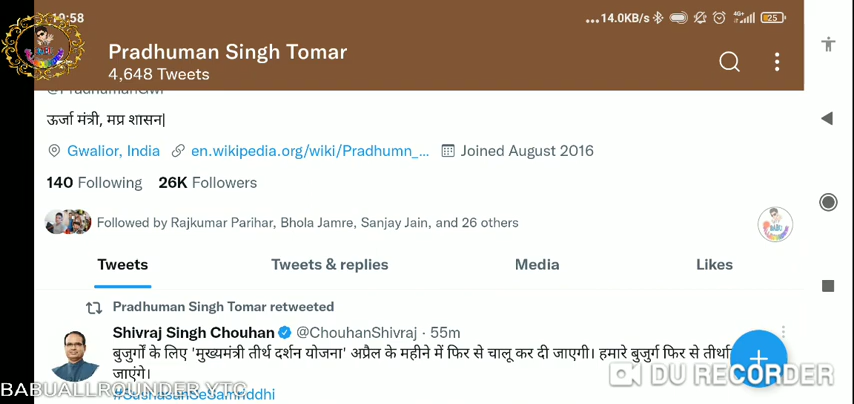 19:58 ...14.0KB/s 4G+ 25
Pradhuman Singh Tomar
4,648 Tweets
ऊर्जा मंत्री, मप्र शासन|
Gwalior, India en.wikipedia.org/wiki/Pradhumn_... Joined August 2016
140 Following 26K Followers
Followed by Rajkumar Parihar, Bhola Jamre, Sanjay Jain, and 26 others
Tweets Tweets & replies Media Likes
Pradhuman Singh Tomar retweeted
Shivraj Singh Chouhan @ChouhanShivraj · 55m
बुजुर्गों के लिए 'मुख्यमंत्री तीर्थ दर्शन योजना' अप्रैल के महीने में फिर से चालू कर दी जाएगी। हमारे बुजुर्ग फिर से
जाएंगे।
DU RECORDER
BABUALLROUNDER YTC
#SushasanSeSamriddhi